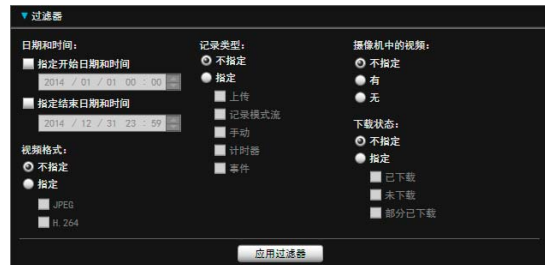 过滤器
日期和时间:
指定开始日期和时间
2014 / 01 / 01 00 : 00
指定结束日期和时间
2014 / 12 / 31 23 : 59
视频格式:
不指定
指定
JPEG
H.264
记录类型:
不指定
指定
上传
记录模式流
手动
计时器
事件
摄像机中的视频:
不指定
有
无
下载状态:
不指定
指定
已下载
未下载
部分已下载
应用过滤器